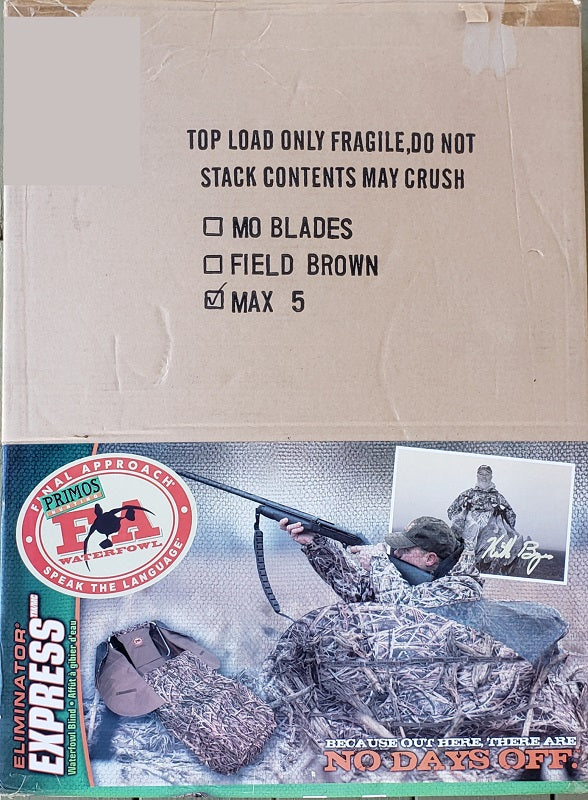 TOP LOAD ONLY FRAGILE,DO NOT
STACK CONTENTS MAY CRUSH
MO BLADES
FIELD BROWN
MAX 5
FINAL APPROACH
PRIMOS
HUNTING
FA
WATERFOWL
SPEAK THE LANGUAGE
ELIMINATOR®
EXPRESS
Waterfowl Blind • Affût à gibier d'eau
BECAUSE OUT HERE, THERE ARE
NO DAYS OFF.